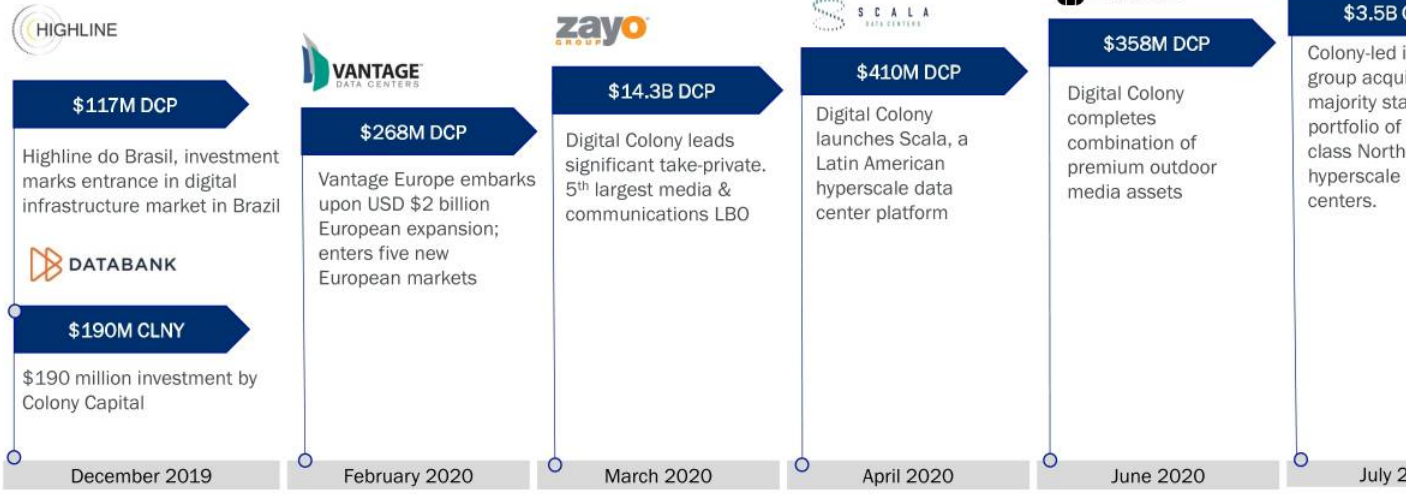 HIGHLINE
$117M DCP
Highline do Brasil, investment
marks entrance in digital
infrastructure market in Brazil
DATABANK
$190M CLNY
$190 million investment by
Colony Capital
December 2019
VANTAGE
DATA CENTERS
$268M DCP
Vantage Europe embarks
upon USD $2 billion
European expansion;
enters five new
European markets
February 2020
zayo
GROUP
$14.3B DCP
Digital Colony leads
significant take-private.
5th largest media &
communications LBO
March 2020
SCALA
DATA CENTERS
$410M DCP
Digital Colony
launches Scala, a
Latin American
hyperscale data
center platform
April 2020
$358M DCP
Digital Colony
completes
combination of
premium outdoor
media assets
June 2020
$3.5B
Colony-led
group
majority
portfolio of
class North
hyperscale
centers.
July